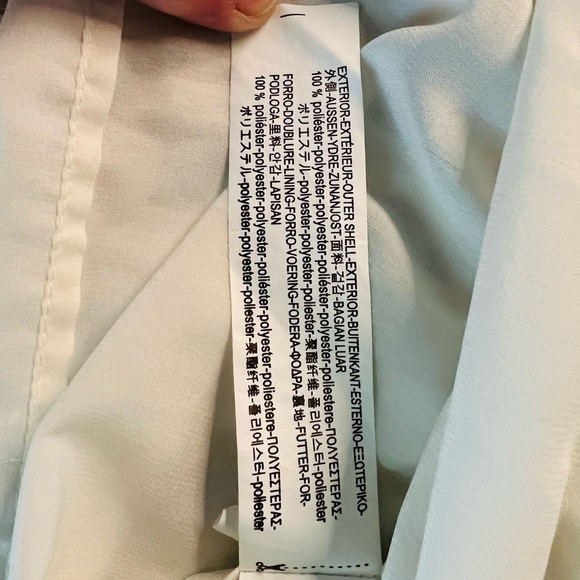 EXTERIOR-EXTÉRIEUR-OUTER SHELL-EXTERIOR-BUITENKANT-ESTERNO-ΕΞΩΤΕΡΙΚΟ-
外側-AUSSEN-YDRE-ZUNANJOST-面料-겉감-BAGIAN LUAR
100 % poliéster-polyester-polyester-poliéster-polyester-poliestere-ΠΟΛΥΕΣΤΕΡΑΣ-
ポリエステル-polyester-polyester-poliester-聚酯纤维-폴리에스터-poliester
FORRO-DOUBLURE-LINING-FORRO-VOERING-FODERA-ΦΟΔΡΑ-裏地-FUTTER-FOR-
PODLOGA-里料-안감-LAPISAN
100 % poliéster-polyester-polyester-poliéster-polyester-poliestere-ΠΟΛΥΕΣΤΕΡΑΣ-
ポリエステル-polyester-polyester-poliester-聚酯纤维-폴리에스터-poliester